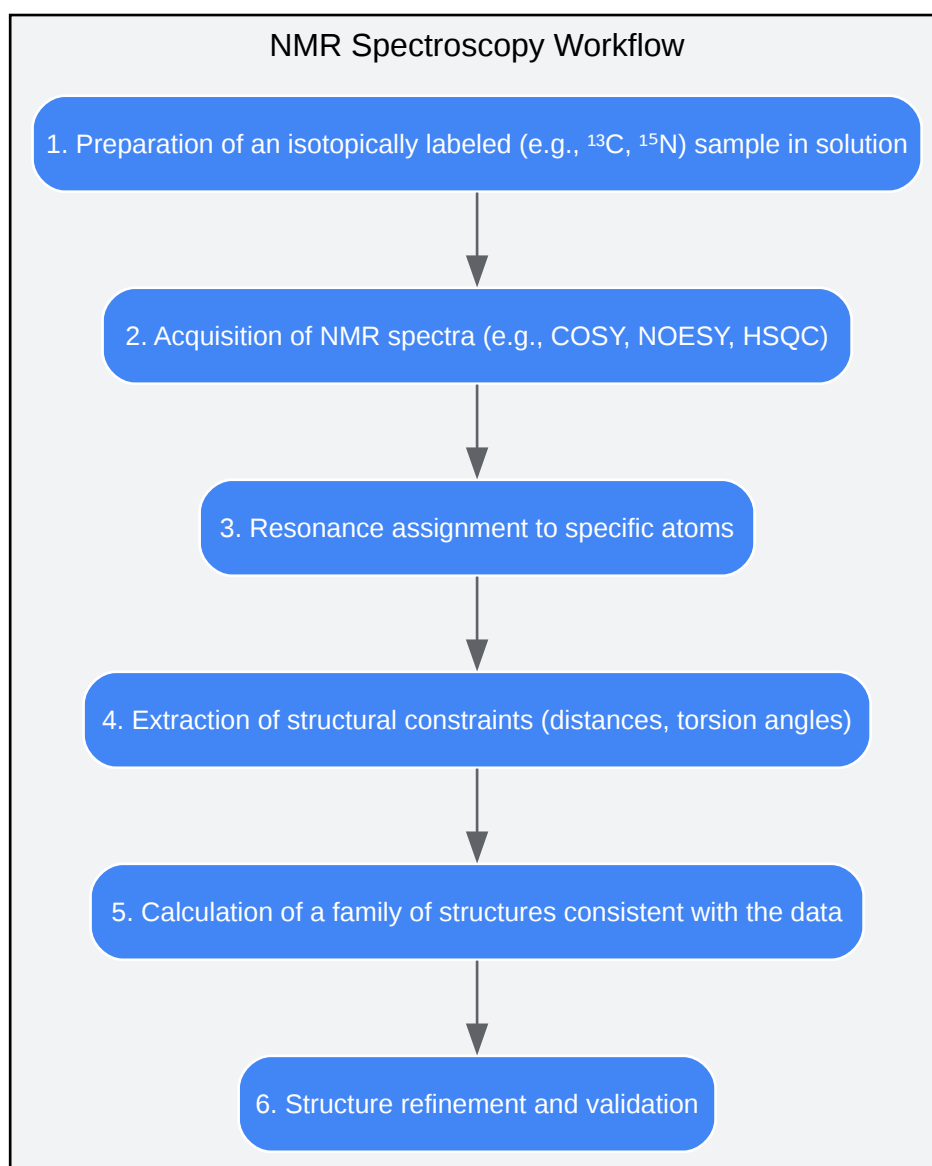 NMR Spectroscopy Workflow
1. Preparation of an isotopically labeled (e.g., ¹³C, ¹⁵N) sample in solution
2. Acquisition of NMR spectra (e.g., COSY, NOESY, HSQC)
3. Resonance assignment to specific atoms
4. Extraction of structural constraints (distances, torsion angles)
5. Calculation of a family of structures consistent with the data
6. Structure refinement and validation